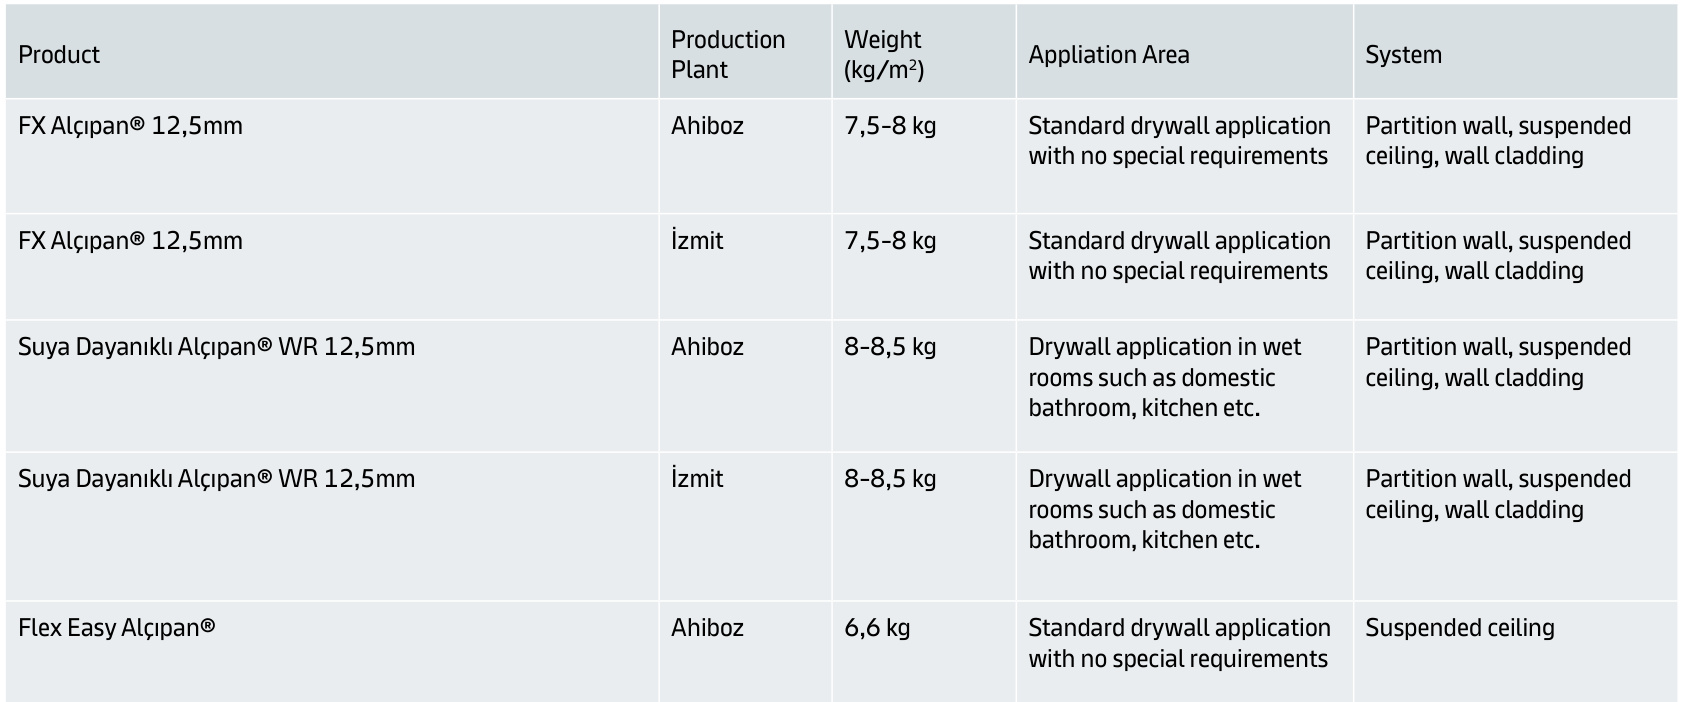 Product
Production
Plant
Weight
(kg/m²)
Appliation Area
System
FX Alçıpan® 12,5mm
Ahiboz
7,5-8 kg
Standard drywall application
with no special requirements
Partition wall, suspended
ceiling, wall cladding
FX Alçıpan® 12,5mm
İzmit
7,5-8 kg
Standard drywall application
with no special requirements
Partition wall, suspended
ceiling, wall cladding
Suya Dayanıklı Alçıpan® WR 12,5mm
Ahiboz
8-8,5 kg
Drywall application in wet
rooms such as domestic
bathroom, kitchen etc.
Partition wall, suspended
ceiling, wall cladding
Suya Dayanıklı Alçıpan® WR 12,5mm
İzmit
8-8,5 kg
Drywall application in wet
rooms such as domestic
bathroom, kitchen etc.
Partition wall, suspended
ceiling, wall cladding
Flex Easy Alçıpan®
Ahiboz
6,6 kg
Standard drywall application
with no special requirements
Suspended ceiling